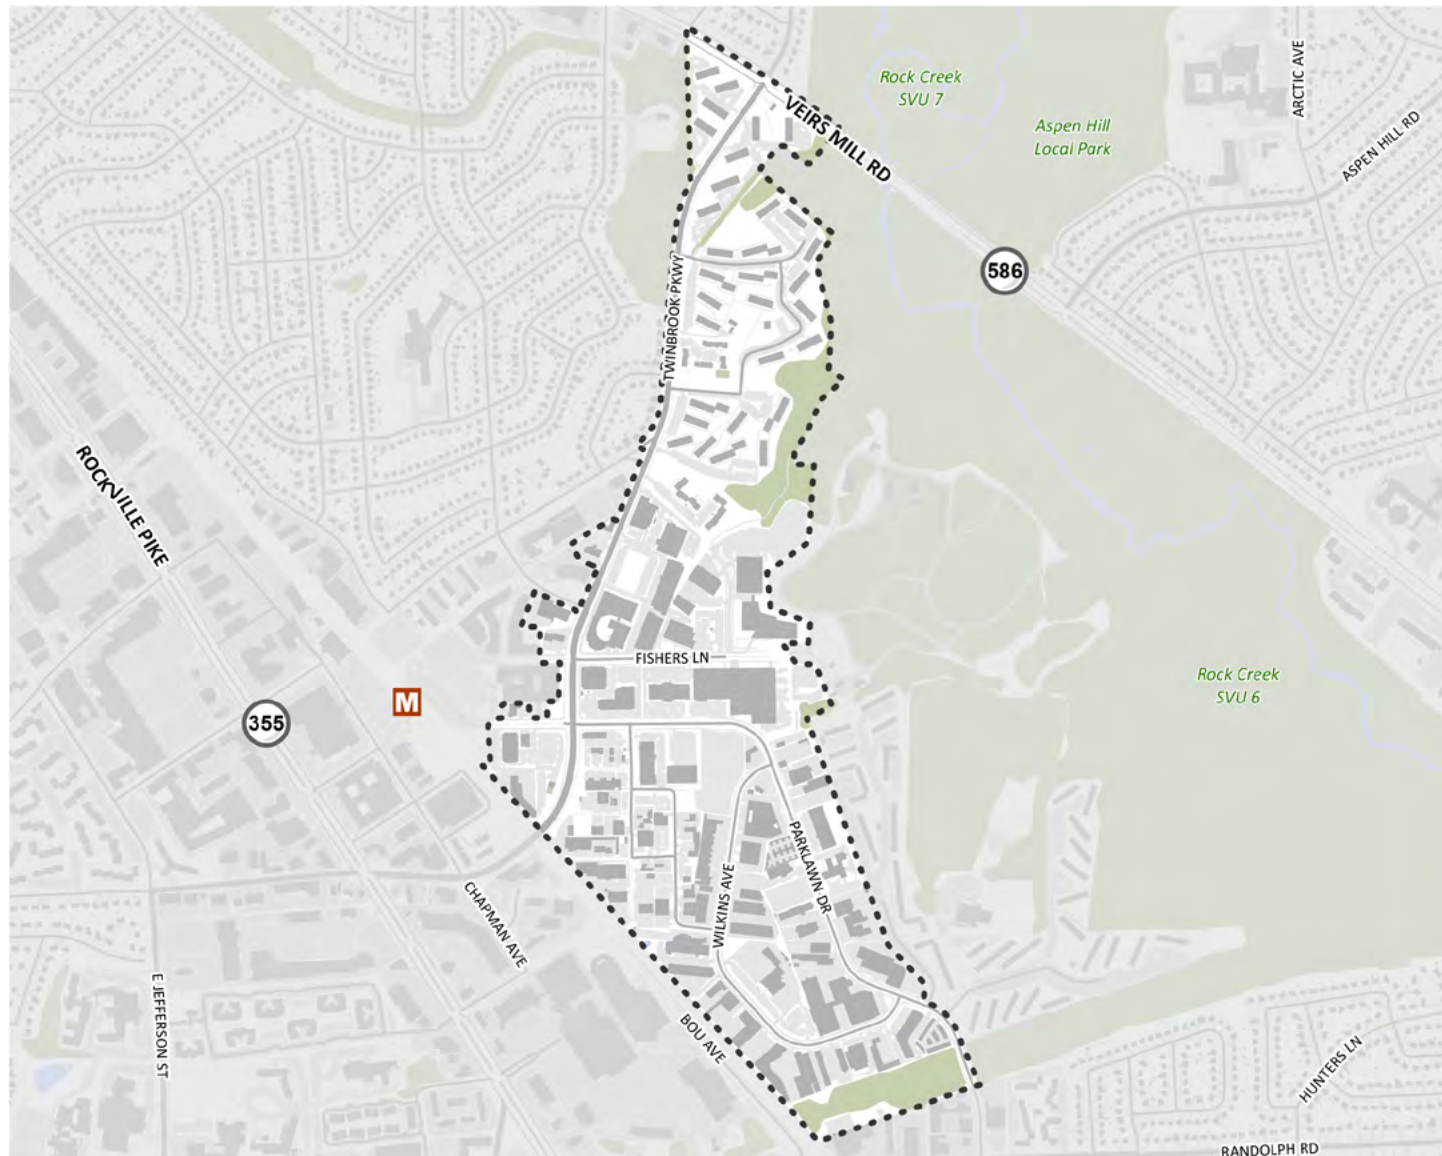 Rock Creek
SVU 7
ARCTIC AVE
VEIRS MILL RD
Aspen Hill
Local Park
ASPEN HILL RD
586
TWINBROOK PKWY
ROCKVILLE PIKE
FISHERS LN
Rock Creek
SVU 6
M
355
PARKLAWN DR
WILKINS AVE
CHAPMAN AVE
E JEFFERSON ST
BOU AVE
HUNTERS LN
RANDOLPH RD